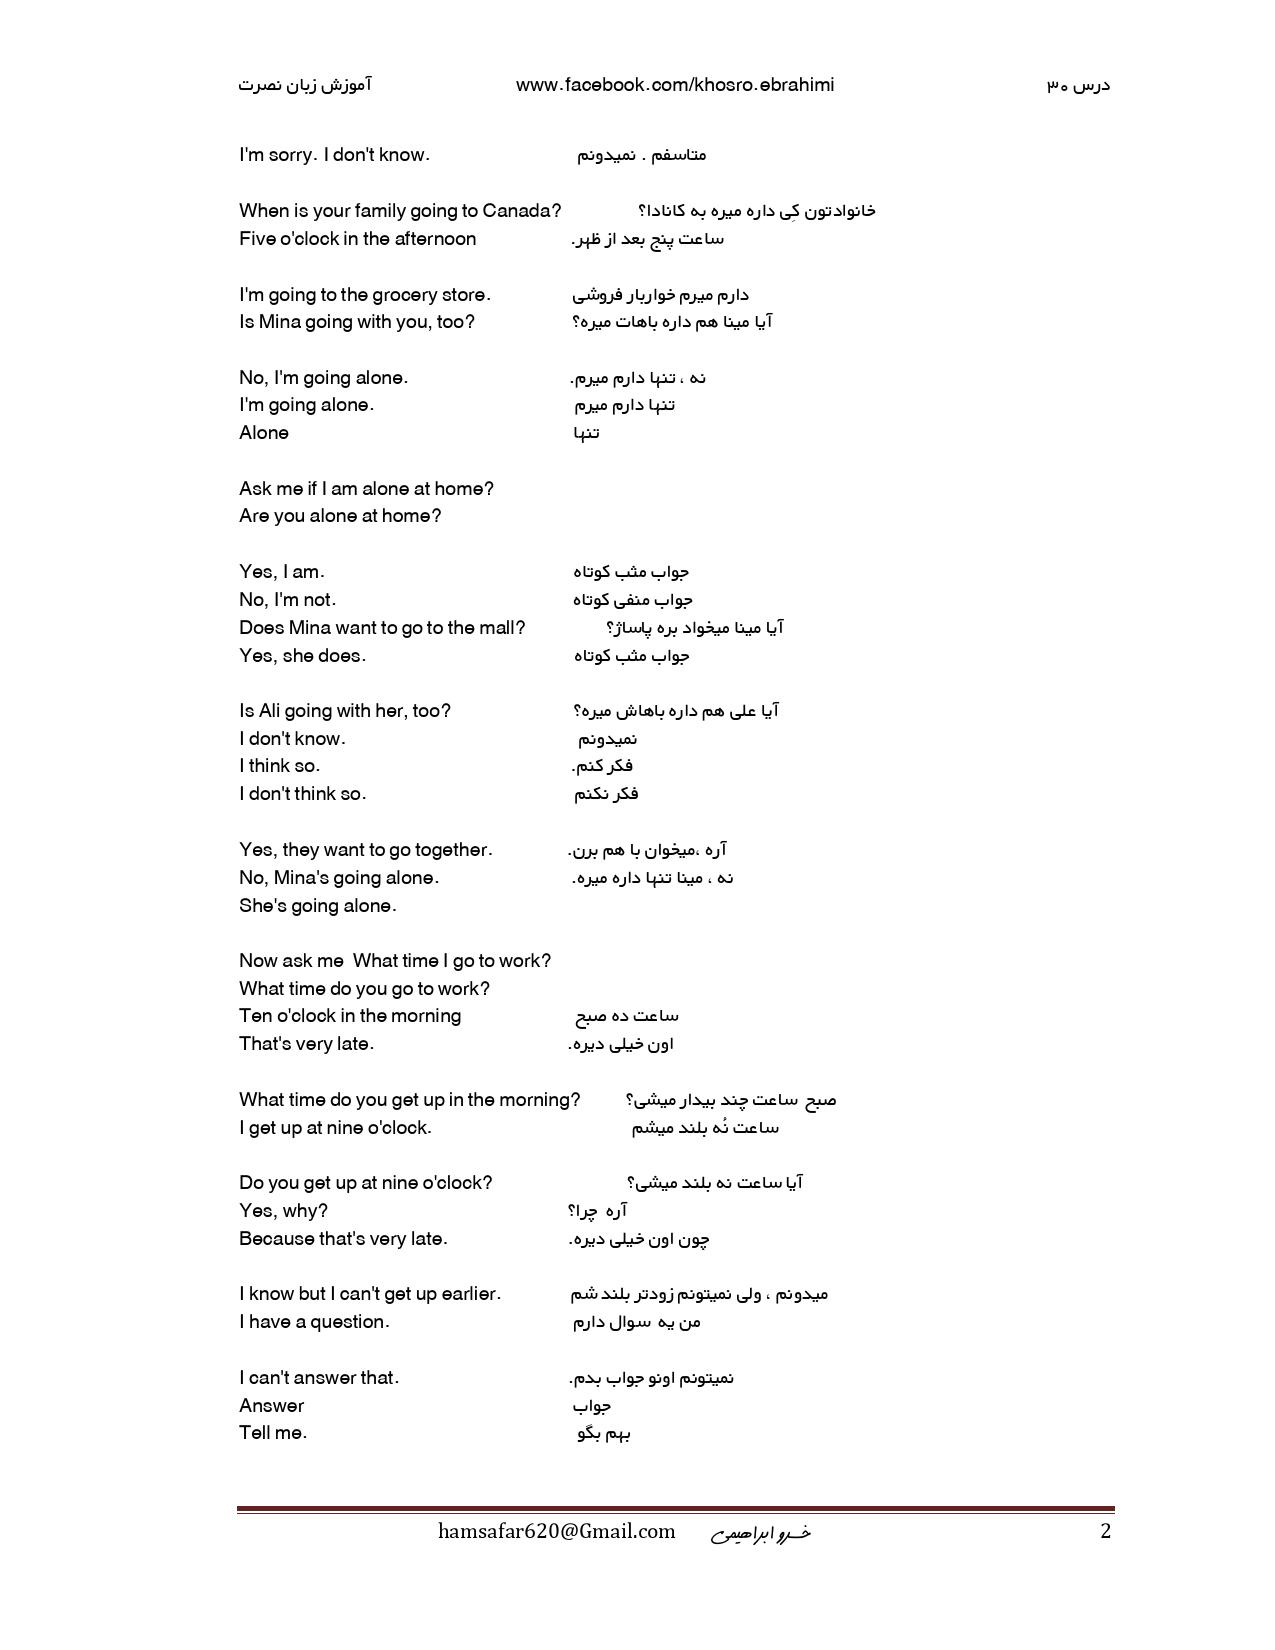 آموزش زبان نصرت www.facebook.com/khosro.ebrahimi درس ۳۰
I'm sorry. I don't know. متاسفم . نمیدونم
When is your family going to Canada? خانوادتون کِی داره میره به کانادا؟
Five o'clock in the afternoon ساعت پنج بعد از ظهر.
I'm going to the grocery store. دارم میرم خواربار فروشی
Is Mina going with you, too? آیا مینا هم داره باهات میره؟
No, I'm going alone. نه ، تنها دارم میرم.
I'm going alone. تنها دارم میرم
Alone تنها
Ask me if I am alone at home?
Are you alone at home?
Yes, I am. جواب مثب کوتاه
No, I'm not. جواب منفی کوتاه
Does Mina want to go to the mall? آیا مینا میخواد بره پاساژ؟
Yes, she does. جواب مثب کوتاه
Is Ali going with her, too? آیا علی هم داره باهاش میره؟
I don't know. نمیدونم
I think so. فکر کنم.
I don't think so. فکر نکنم
Yes, they want to go together. آره ،میخوان با هم برن.
No, Mina's going alone. نه ، مینا تنها داره میره.
She's going alone.
Now ask me  What time I go to work?
What time do you go to work?
Ten o'clock in the morning ساعت ده صبح
That's very late. اون خیلی دیره.
What time do you get up in the morning? صبح ساعت چند بیدار میشی؟
I get up at nine o'clock. ساعت نُه بلند میشم
Do you get up at nine o'clock? آیا ساعت نه بلند میشی؟
Yes, why? آره چرا؟
Because that's very late. چون اون خیلی دیره.
I know but I can't get up earlier. میدونم ، ولی نمیتونم زودتر بلند شم
I have a question. من یه سوال دارم
I can't answer that. نمیتونم اونو جواب بدم.
Answer جواب
Tell me. بهم بگو
hamsafar620@Gmail.com خسرو ابراهیمی 2